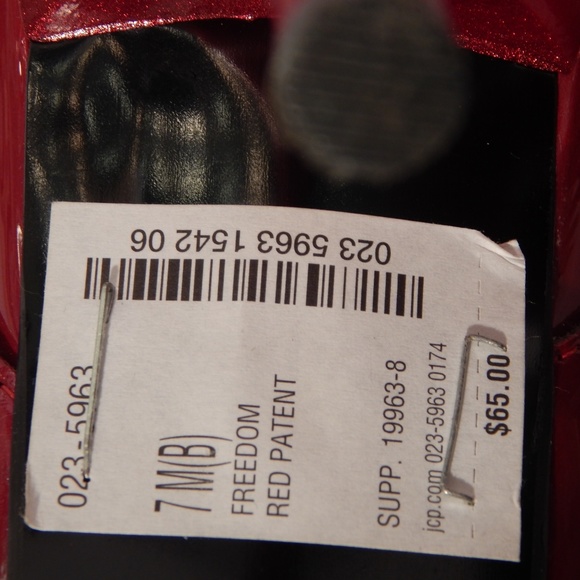 023 5963 1542 06
023-5963
7 M(B)
FREEDOM
RED PATENT
SUPP. 19963-8
jcp.com 023-5963 0174
$65.00